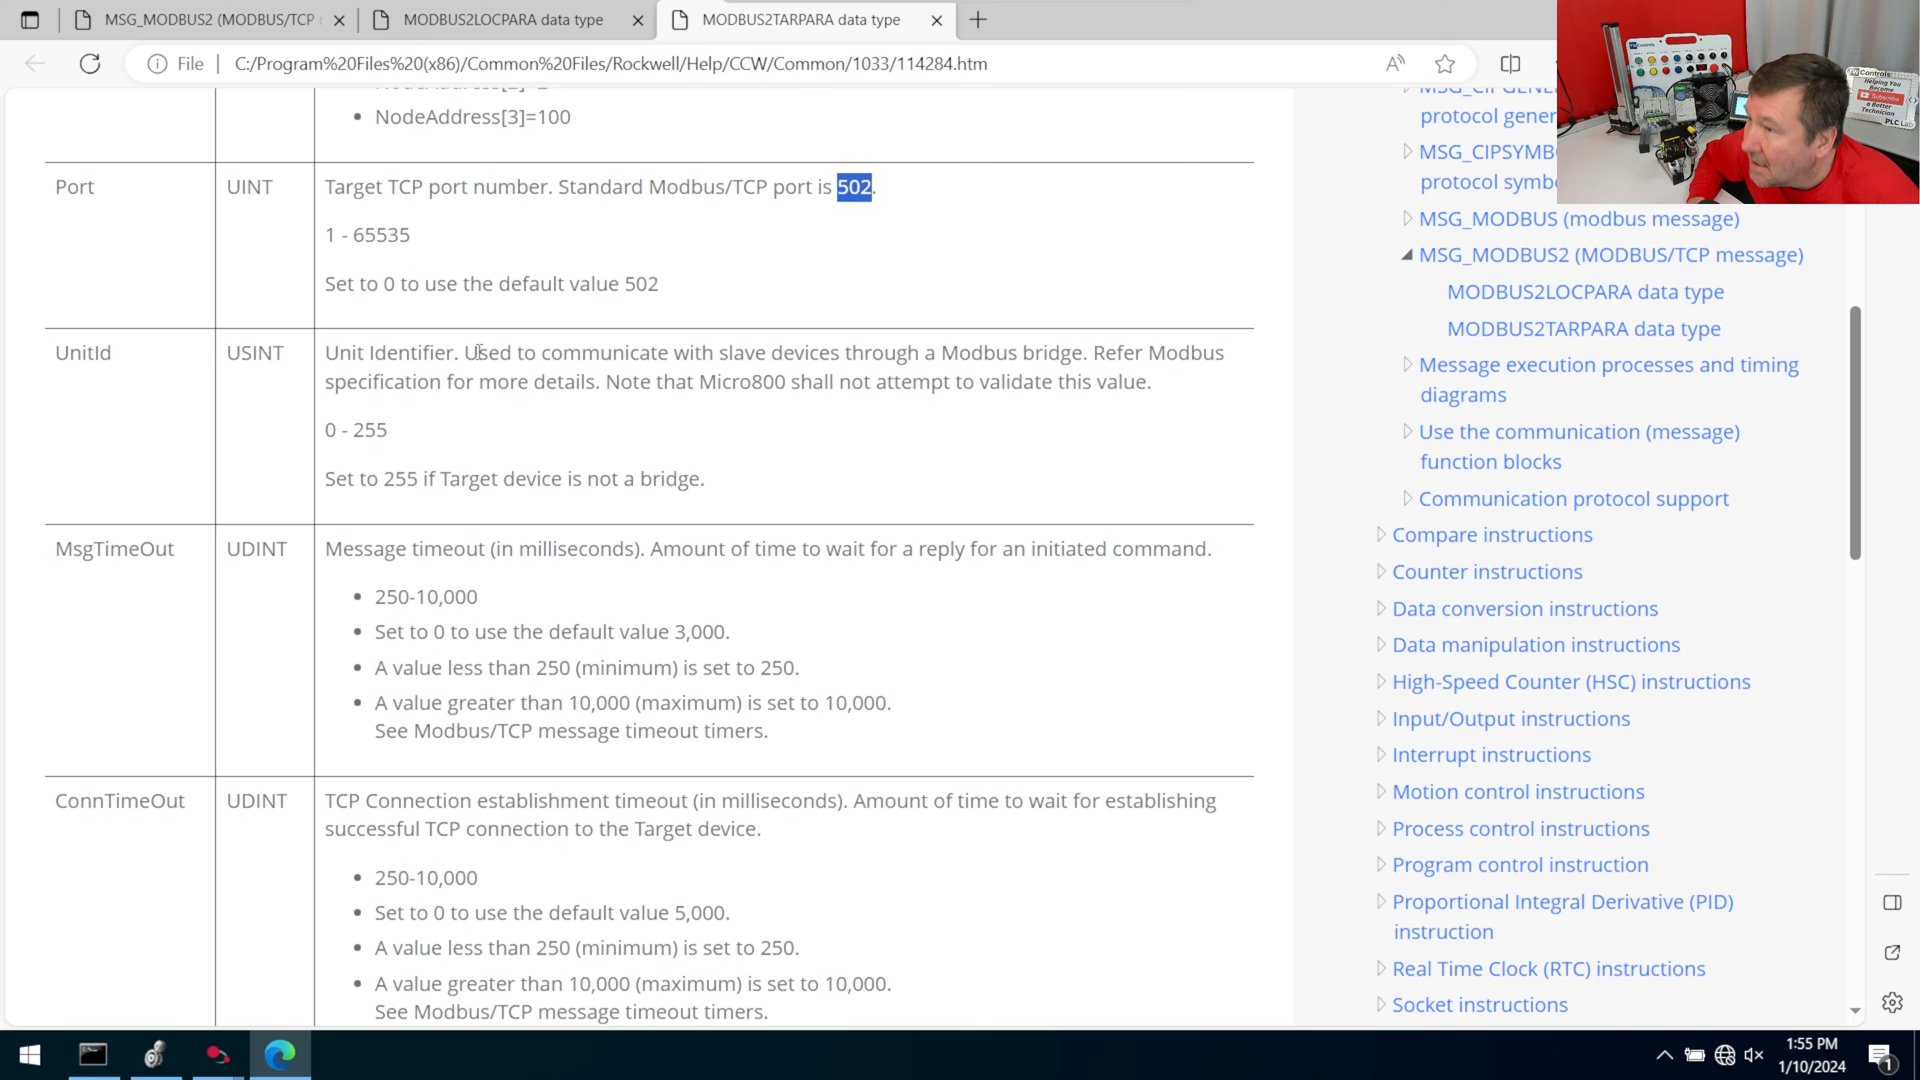 MSG_MODBUS2 (MODBUS/TCP
MODBUS2LOCPARA data type
MODBUS2TARPARA data type
File
C:/Program%20Files%20(x86)/Common%20Files/Rockwell/Help/CCW/Common/1033/114284.htm
NodeAddress[3]=100
Port
UINT
Target TCP port number. Standard Modbus/TCP port is 502.
1 - 65535
Set to 0 to use the default value 502
UnitId
USINT
Unit Identifier. Used to communicate with slave devices through a Modbus bridge. Refer Modbus
specification for more details. Note that Micro800 shall not attempt to validate this value.
0 - 255
Set to 255 if Target device is not a bridge.
MsgTimeOut
UDINT
Message timeout (in milliseconds). Amount of time to wait for a reply for an initiated command.
250-10,000
Set to 0 to use the default value 3,000.
A value less than 250 (minimum) is set to 250.
A value greater than 10,000 (maximum) is set to 10,000.
See Modbus/TCP message timeout timers.
ConnTimeOut
UDINT
TCP Connection establishment timeout (in milliseconds). Amount of time to wait for establishing
successful TCP connection to the Target device.
250-10,000
Set to 0 to use the default value 5,000.
A value less than 250 (minimum) is set to 250.
A value greater than 10,000 (maximum) is set to 10,000.
See Modbus/TCP message timeout timers.
protocol gener
MSG_CIPSYMB
protocol symb
MSG_MODBUS (modbus message)
MSG_MODBUS2 (MODBUS/TCP message)
MODBUS2LOCPARA data type
MODBUS2TARPARA data type
Message execution processes and timing
diagrams
Use the communication (message)
function blocks
Communication protocol support
Compare instructions
Counter instructions
Data conversion instructions
Data manipulation instructions
High-Speed Counter (HSC) instructions
Input/Output instructions
Interrupt instructions
Motion control instructions
Process control instructions
Program control instruction
Proportional Integral Derivative (PID)
instruction
Real Time Clock (RTC) instructions
Socket instructions
Controls
Helping You
Become
a Better
Technician
PLC Lab
1:55 PM
1/10/2024
1